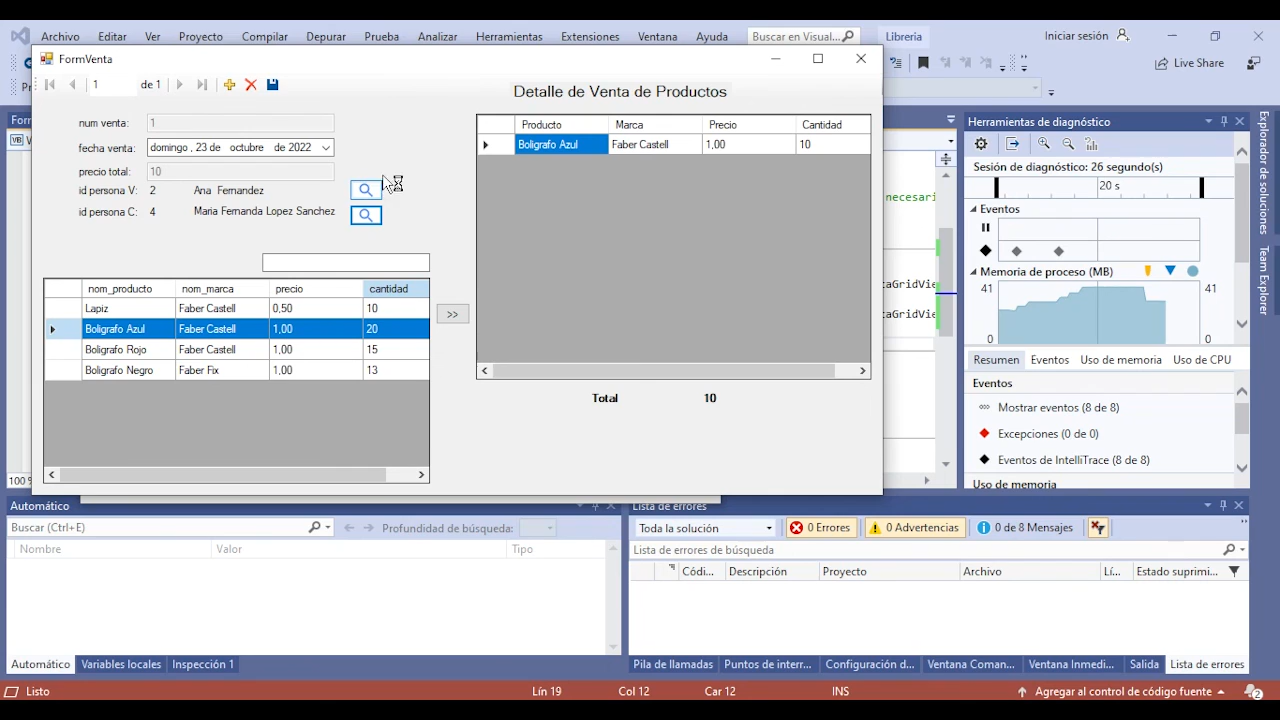 Archivo Editar Ver Proyecto Compilar Depurar Prueba Analizar Herramientas Extensiones Ventana Ayuda Buscar en Visual... Libreria Iniciar sesión
Live Share
FormVenta
1 de 1
Detalle de Venta de Productos
num venta: 1
fecha venta: domingo , 23 de octubre de 2022
precio total: 10
id persona V: 2 Ana Fernandez
id persona C: 4 Maria Fernanda Lopez Sanchez
nom_producto nom_marca precio cantidad
Lapiz Faber Castell 0,50 10
Boligrafo Azul Faber Castell 1,00 20
Boligrafo Rojo Faber Castell 1,00 15
Boligrafo Negro Faber Fix 1,00 13
>>
Producto Marca Precio Cantidad
Boligrafo Azul Faber Castell 1,00 10
Total 10
necesari
taGridVie
taGridVie
100 %
Herramientas de diagnóstico
Sesión de diagnóstico: 26 segundo(s)
20 s
Eventos
Memoria de proceso (MB)
41 41
0 0
Resumen Eventos Uso de memoria Uso de CPU
Eventos
Mostrar eventos (8 de 8)
Excepciones (0 de 0)
Eventos de IntelliTrace (8 de 8)
Uso de memoria
Explorador de soluciones
Team Explorer
Automático
Buscar (Ctrl+E) Profundidad de búsqueda:
Nombre Valor Tipo
Automático Variables locales Inspección 1
Lista de errores
Toda la solución 0 Errores 0 Advertencias 0 de 8 Mensajes
Lista de errores de búsqueda
Códi... Descripción Proyecto Archivo Lí... Estado suprimi...
Pila de llamadas Puntos de interr... Configuración d... Ventana Coman... Ventana Inmedi... Salida Lista de errores
Listo Lín 19 Col 12 Car 12 INS Agregar al control de código fuente 2